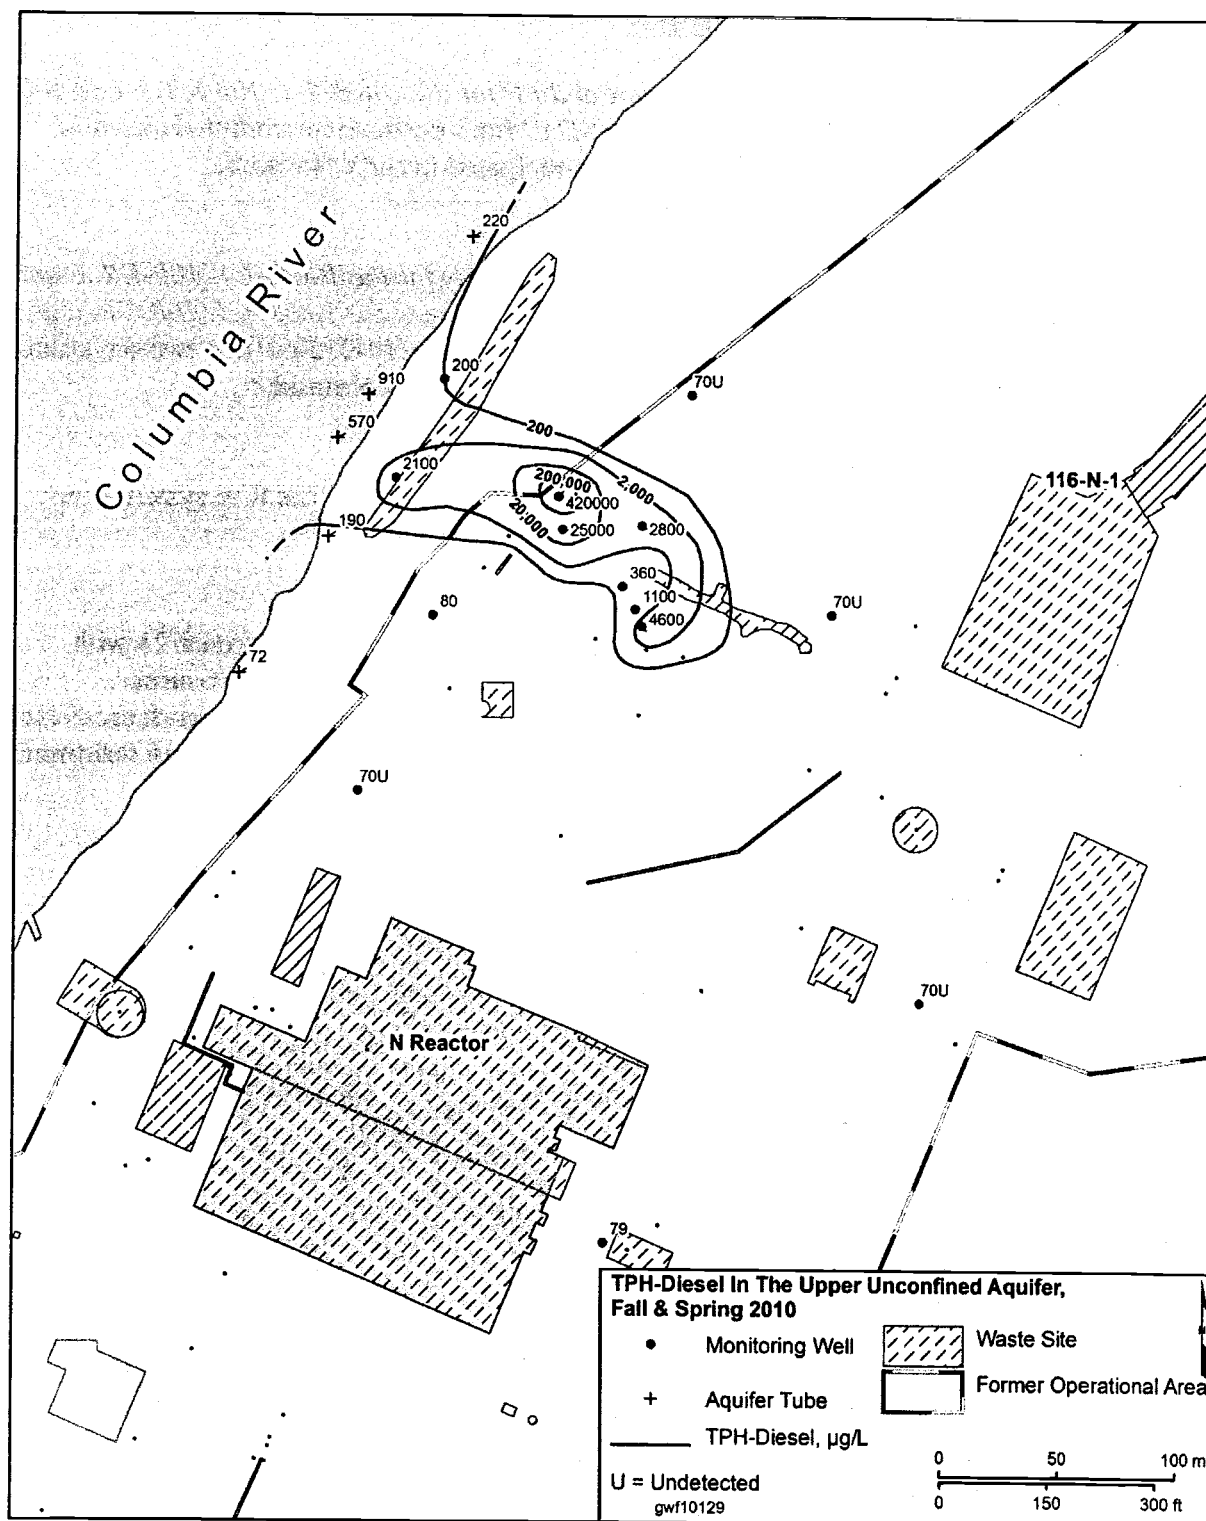 220
Columbia River
200
910
70U
570
200
2100
200,000
2,000
116-N-1
420000
20,000
25000
2800
190
360
1100
80
70U
4600
72
70U
70U
N Reactor
79
TPH-Diesel In The Upper Unconfined Aquifer,
Fall & Spring 2010
Monitoring Well
Waste Site
Aquifer Tube
Former Operational Area
TPH-Diesel, µg/L
U = Undetected
gwf10129
0 50 100 m
0 150 300 ft